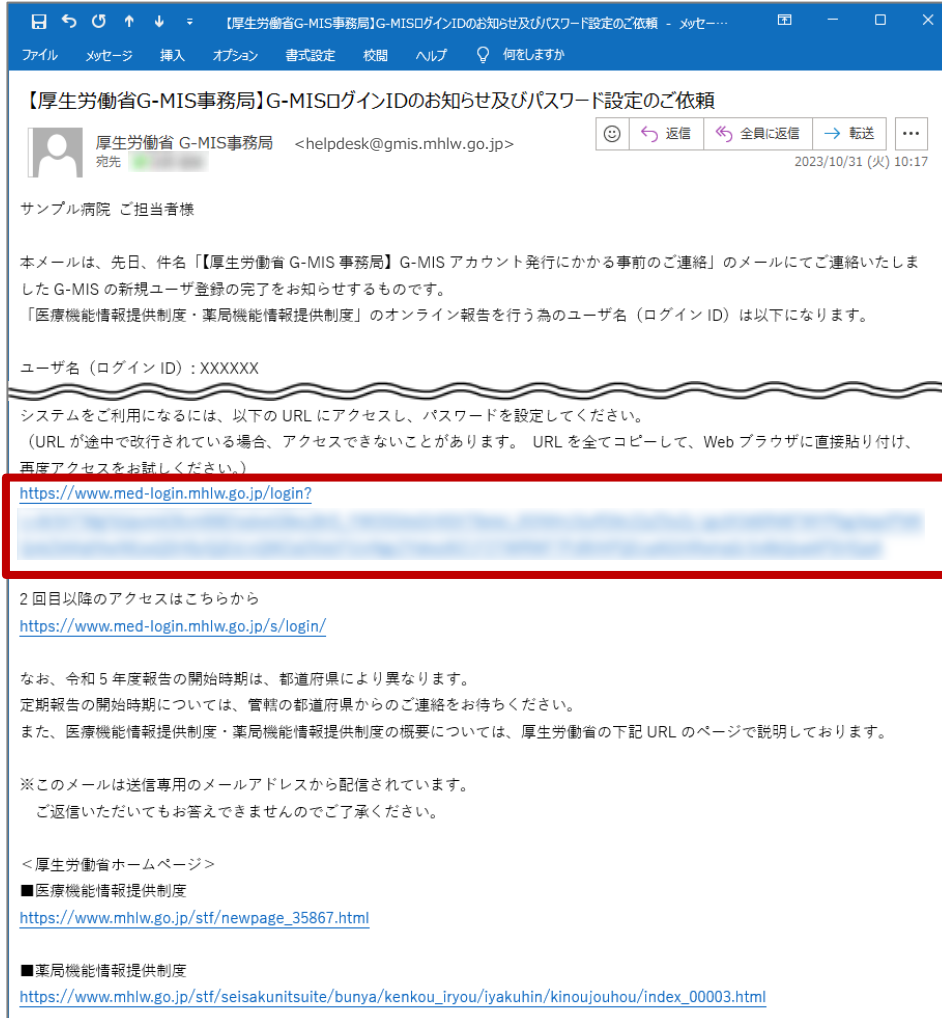 【厚生労働省G-MIS事務局】G-MISログインIDのお知らせ及びパスワード設定のご依頼 - メッセ…
ファイル メッセージ 挿入 オプション 書式設定 校閲 ヘルプ 何をしますか
【厚生労働省G-MIS事務局】G-MISログインIDのお知らせ及びパスワード設定のご依頼
厚生労働省 G-MIS事務局 <helpdesk@gmis.mhlw.go.jp>
返信 全員に返信 転送
宛先
2023/10/31 (火) 10:17
サンプル病院 ご担当者様
本メールは、先日、件名「【厚生労働省 G-MIS 事務局】G-MIS アカウント発行にかかる事前のご連絡」のメールにてご連絡いたしま
した G-MIS の新規ユーザ登録の完了をお知らせするものです。
「医療機能情報提供制度・薬局機能情報提供制度」のオンライン報告を行う為のユーザ名（ログイン ID）は以下になります。
ユーザ名（ログイン ID）: XXXXXX
システムをご利用になるには、以下の URL にアクセスし、パスワードを設定してください。
（URL が途中で改行されている場合、アクセスできないことがあります。 URL を全てコピーして、Web ブラウザに直接貼り付け、
再度アクセスをお試しください。）
https://www.med-login.mhlw.go.jp/login?
2 回目以降のアクセスはこちらから
https://www.med-login.mhlw.go.jp/s/login/
なお、令和 5 年度報告の開始時期は、都道府県により異なります。
定期報告の開始時期については、管轄の都道府県からのご連絡をお待ちください。
また、医療機能情報提供制度・薬局機能情報提供制度の概要については、厚生労働省の下記 URL のページで説明しております。
※このメールは送信専用のメールアドレスから配信されています。
ご返信いただいてもお答えできませんのでご了承ください。
＜厚生労働省ホームページ＞
■医療機能情報提供制度
https://www.mhlw.go.jp/stf/newpage_35867.html
■薬局機能情報提供制度
https://www.mhlw.go.jp/stf/seisakunitsuite/bunya/kenkou_iryou/iyakuhin/kinoujouhou/index_00003.html